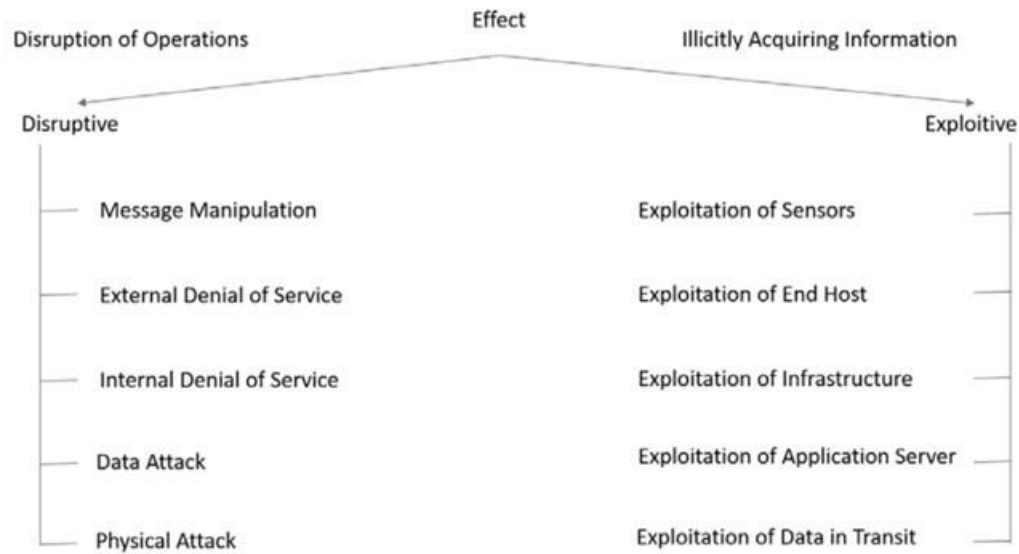 Effect
Disruption of Operations
Illicitly Acquiring Information
Disruptive
Exploitive
Message Manipulation
Exploitation of Sensors
External Denial of Service
Exploitation of End Host
Internal Denial of Service
Exploitation of Infrastructure
Data Attack
Exploitation of Application Server
Physical Attack
Exploitation of Data in Transit